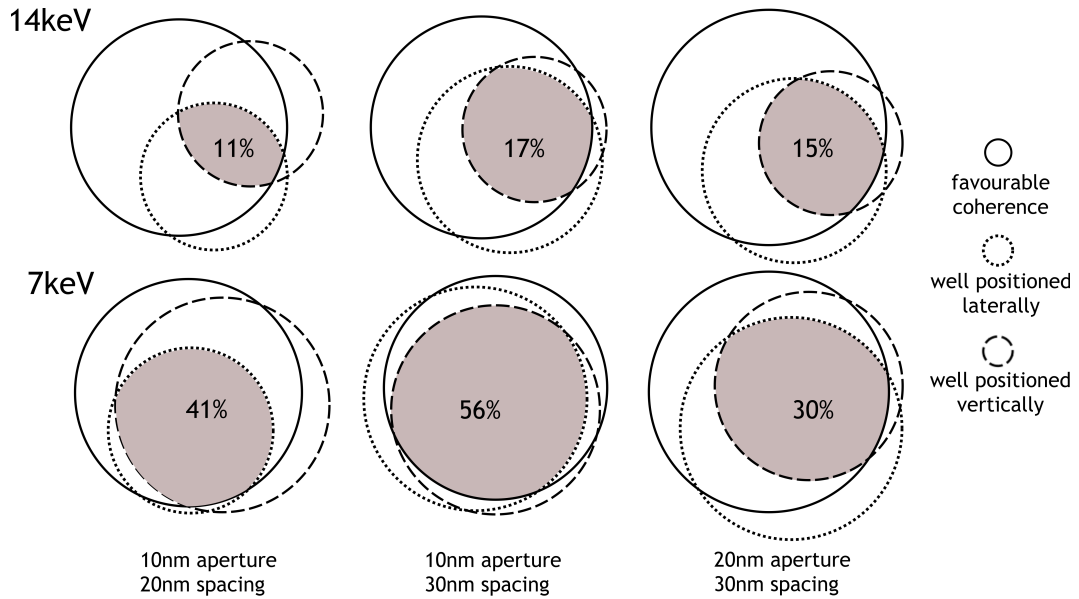 14keV
11%
17%
15%
favourable
coherence
well positioned
laterally
well positioned
vertically
7keV
41%
56%
30%
10nm aperture
20nm spacing
10nm aperture
30nm spacing
20nm aperture
30nm spacing